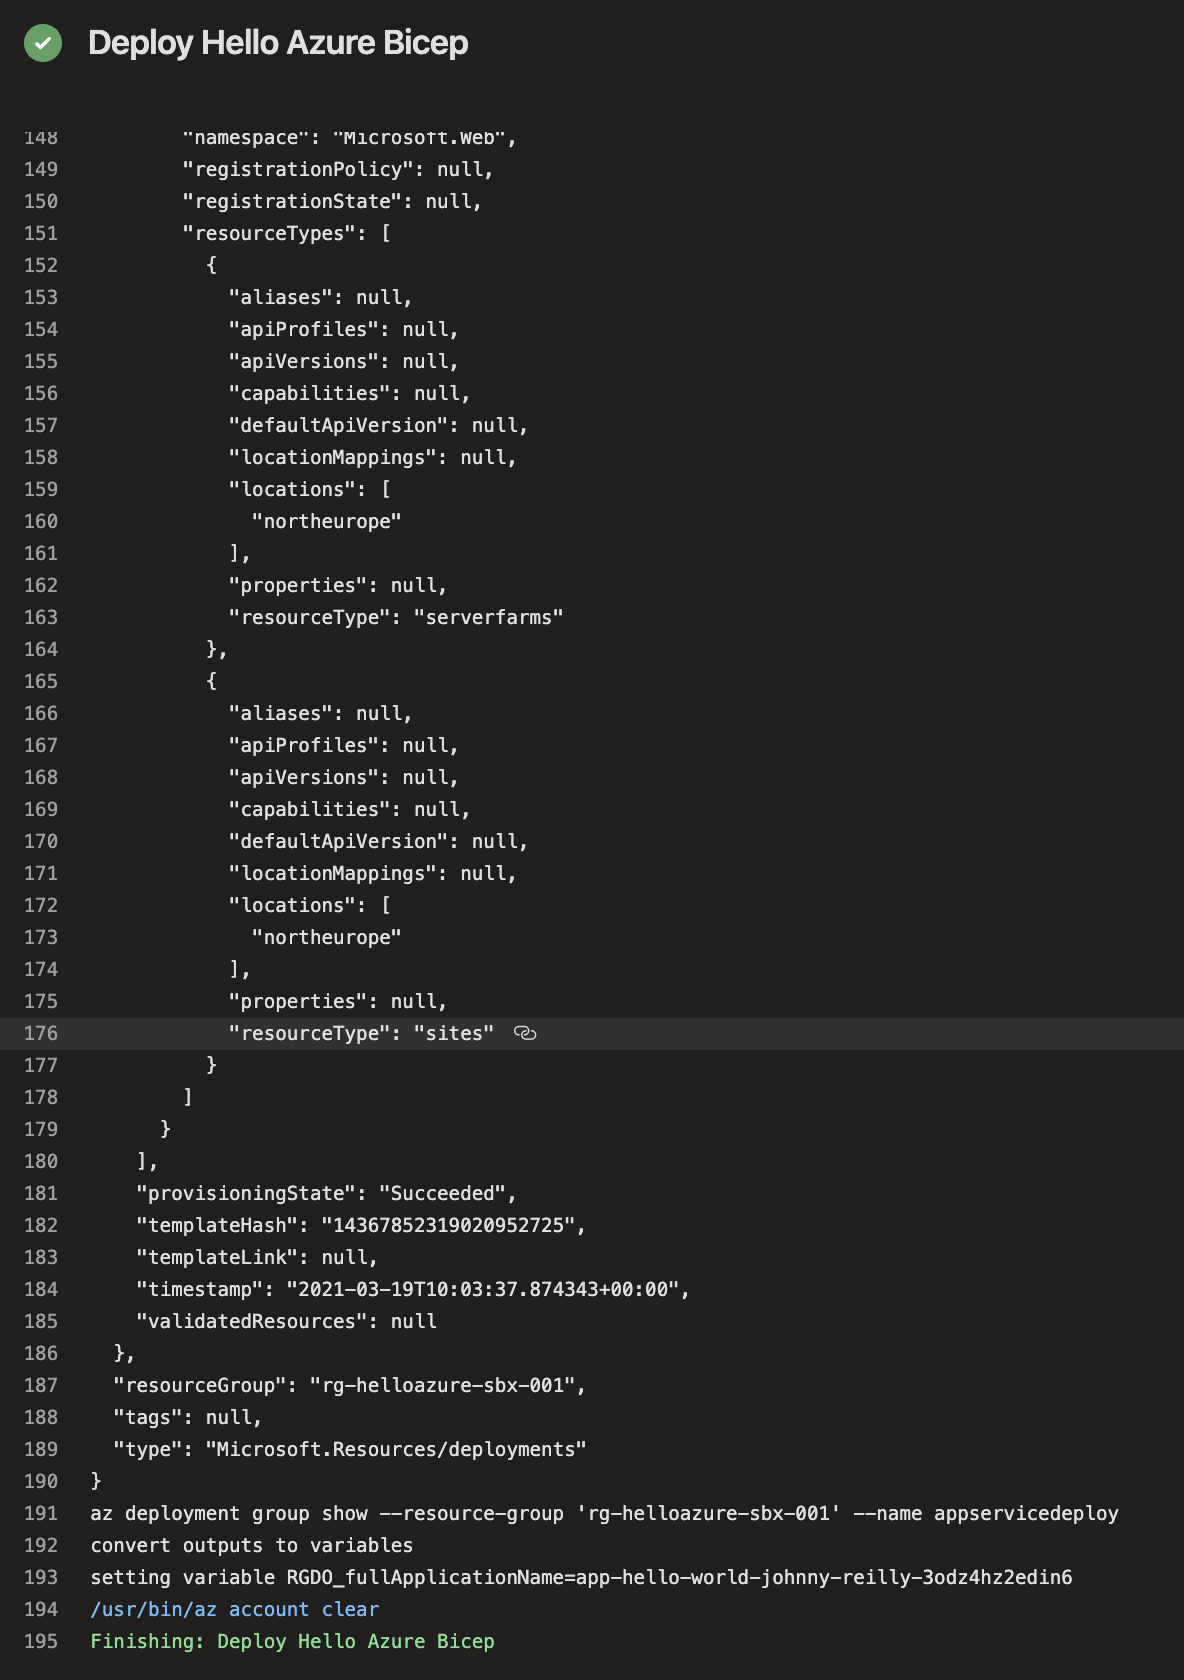 Deploy Hello Azure Bicep
148 "namespace": "Microsoft.Web",
149 "registrationPolicy": null,
150 "registrationState": null,
151 "resourceTypes": [
152 {
153 "aliases": null,
154 "apiProfiles": null,
155 "apiVersions": null,
156 "capabilities": null,
157 "defaultApiVersion": null,
158 "locationMappings": null,
159 "locations": [
160 "northeurope"
161 ],
162 "properties": null,
163 "resourceType": "serverfarms"
164 },
165 {
166 "aliases": null,
167 "apiProfiles": null,
168 "apiVersions": null,
169 "capabilities": null,
170 "defaultApiVersion": null,
171 "locationMappings": null,
172 "locations": [
173 "northeurope"
174 ],
175 "properties": null,
176 "resourceType": "sites"
177 }
178 ]
179 }
180 ],
181 "provisioningState": "Succeeded",
182 "templateHash": "14367852319020952725",
183 "templateLink": null,
184 "timestamp": "2021-03-19T10:03:37.874343+00:00",
185 "validatedResources": null
186 },
187 "resourceGroup": "rg-helloazure-sbx-001",
188 "tags": null,
189 "type": "Microsoft.Resources/deployments"
190 }
191 az deployment group show --resource-group 'rg-helloazure-sbx-001' --name appservicedeploy
192 convert outputs to variables
193 setting variable RGDO_fullApplicationName=app-hello-world-johnny-reilly-3odz4hz2edin6
194 /usr/bin/az account clear
195 Finishing: Deploy Hello Azure Bicep